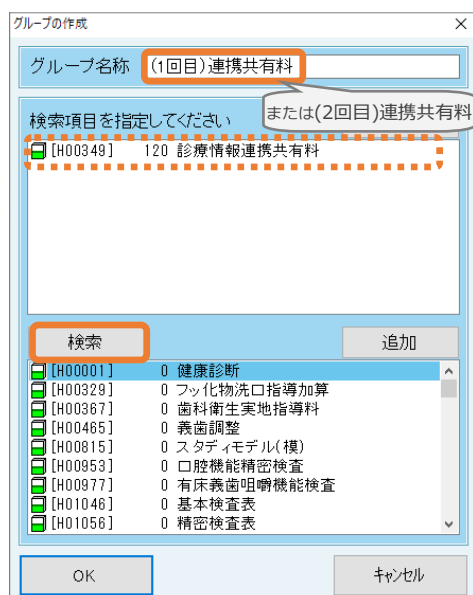 グループの作成
グループ名称 (1回目)連携共有料
または(2回目)連携共有料
検索項目を指定してください
[H00349] 120 診療情報連携共有料
検索 追加
[H00001] 0 健康診断
[H00329] 0 フッ化物洗口指導加算
[H00367] 0 歯科衛生実地指導料
[H00465] 0 義歯調整
[H00815] 0 スタディモデル(模)
[H00953] 0 口腔機能精密検査
[H00977] 0 有床義歯咀嚼機能検査
[H01046] 0 基本検査表
[H01056] 0 精密検査表
OK キャンセル